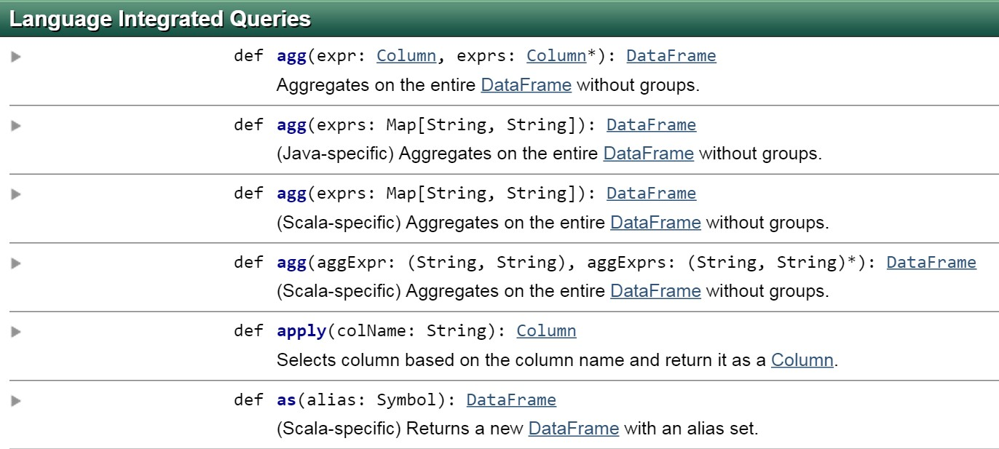 Language Integrated Queries
def agg(expr: Column, exprs: Column*): DataFrame
Aggregates on the entire DataFrame without groups.
def agg(exprs: Map[String, String]): DataFrame
(Java-specific) Aggregates on the entire DataFrame without groups.
def agg(exprs: Map[String, String]): DataFrame
(Scala-specific) Aggregates on the entire DataFrame without groups.
def agg(aggExpr: (String, String), aggExprs: (String, String)*): DataFrame
(Scala-specific) Aggregates on the entire DataFrame without groups.
def apply(colName: String): Column
Selects column based on the column name and return it as a Column.
def as(alias: Symbol): DataFrame
(Scala-specific) Returns a new DataFrame with an alias set.